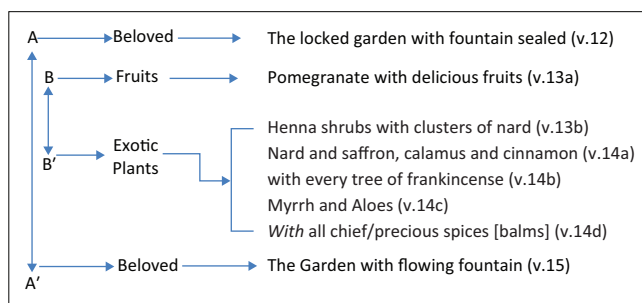 A Beloved The locked garden with fountain sealed (v.12)
B Fruits Pomegranate with delicious fruits (v.13a)
Henna shrubs with clusters of nard (v.13b)
B’ Exotic Plants Nard and saffron, calamus and cinnamon (v.14a)
with every tree of frankincense (v.14b)
Myrrh and Aloes (v.14c)
With all chief/precious spices [balms] (v.14d)
A’ Beloved The Garden with flowing fountain (v.15)